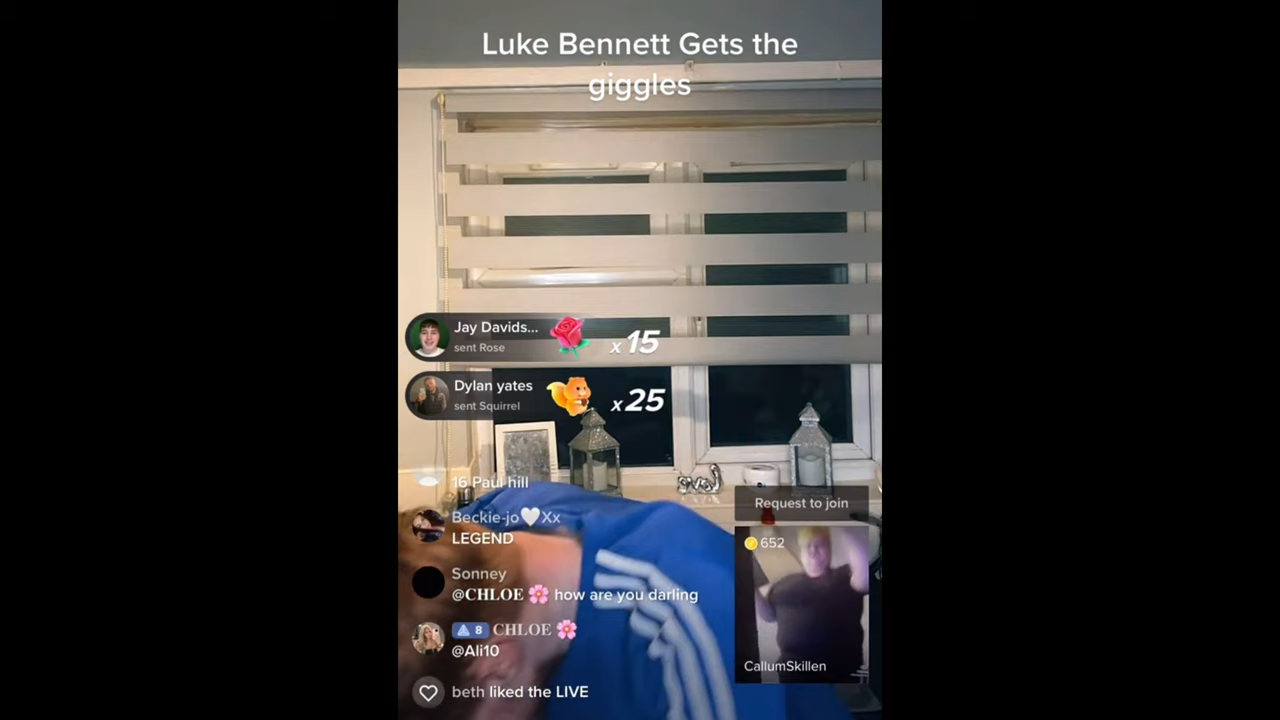 Luke Bennett Gets the
giggles
Jay Davids...
sent Rose
x15
Dylan yates
sent Squirrel
x25
16 Paul hill
Beckie-jo🤍Xx
LEGEND
Sonney
@CHLOE 🌸 how are you darling
8 CHLOE 🌸
@Ali10
beth liked the LIVE
Request to join
652
CallumSkillen